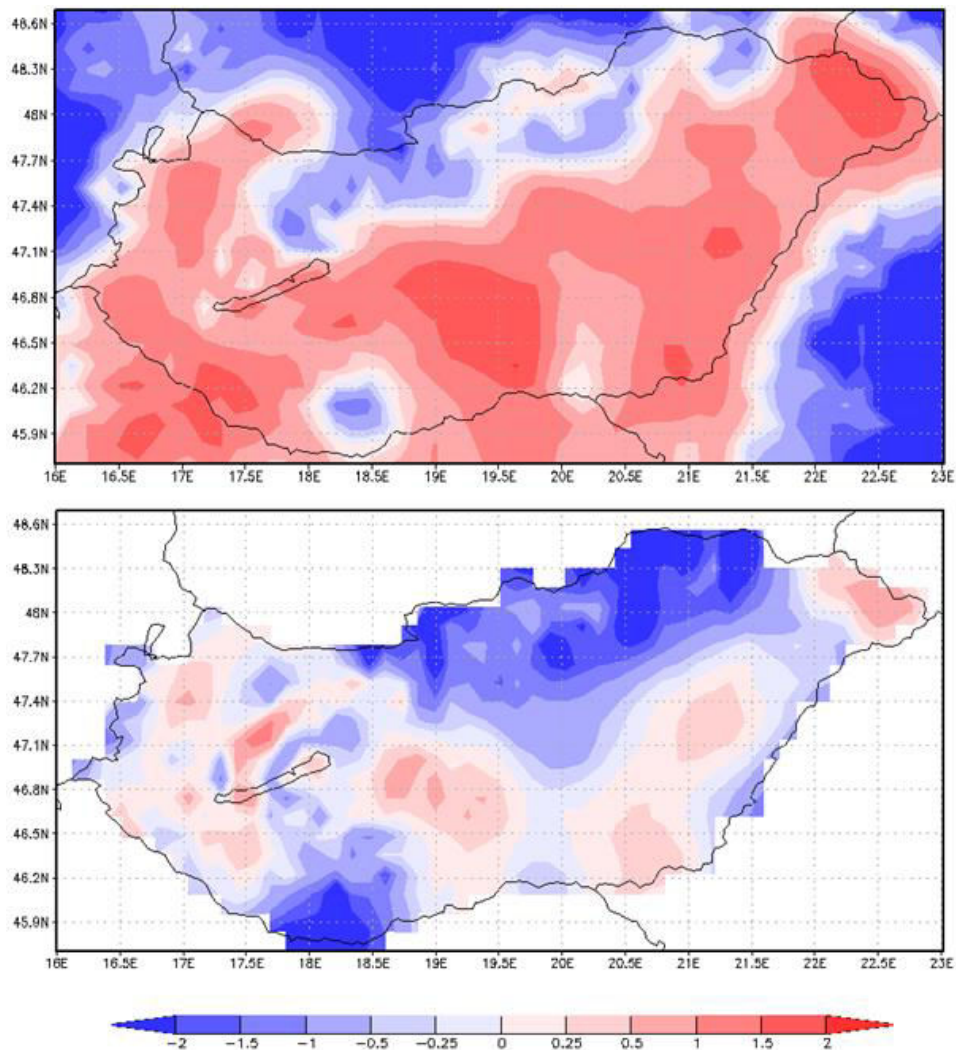 48.6N
48.3N
48N
47.7N
47.4N
47.1N
46.8N
46.5N
46.2N
45.9N
16E 16.5E 17E 17.5E 18E 18.5E 19E 19.5E 20E 20.5E 21E 21.5E 22E 22.5E 23E
48.6N
48.3N
48N
47.7N
47.4N
47.1N
46.8N
46.5N
46.2N
45.9N
16E 16.5E 17E 17.5E 18E 18.5E 19E 19.5E 20E 20.5E 21E 21.5E 22E 22.5E 23E
-2 -1.5 -1 -0.5 -0.25 0 0.25 0.5 1 1.5 2